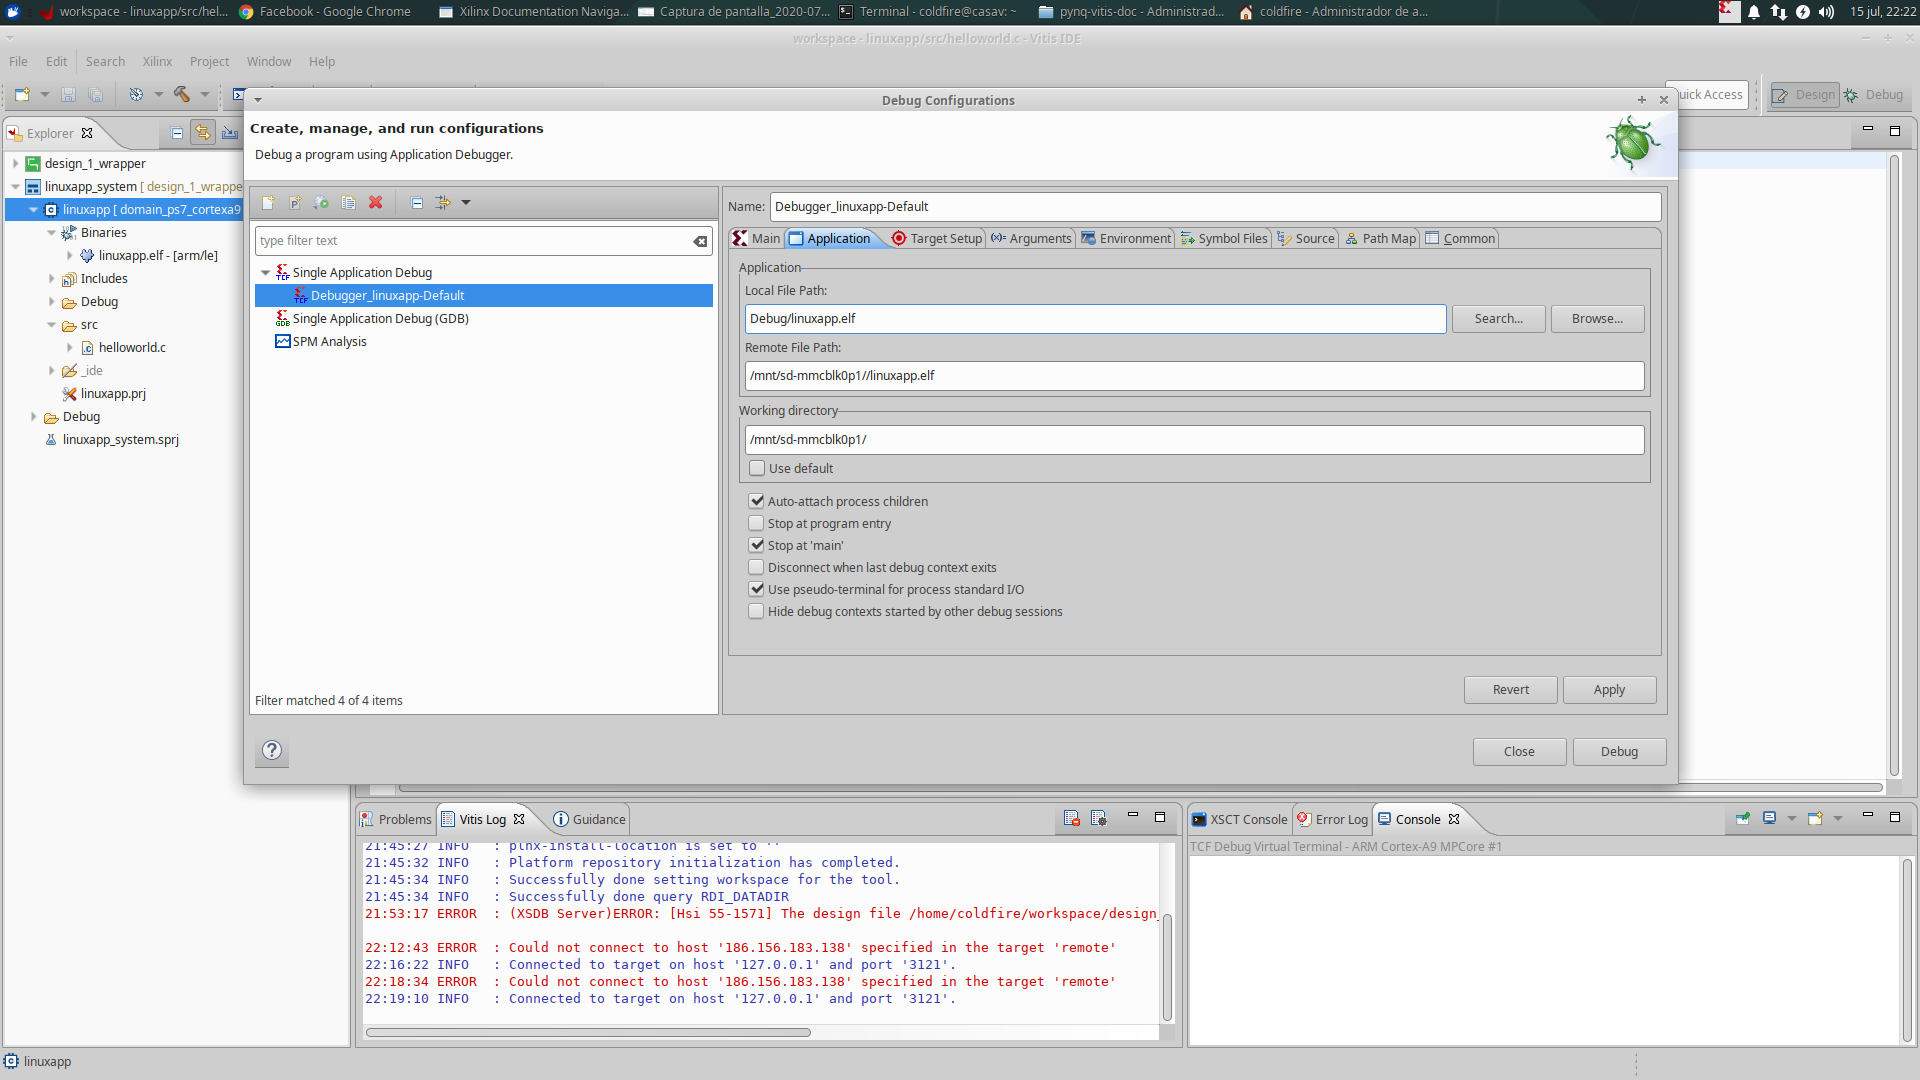 workspace - linuxapp/src/hel...
Facebook - Google Chrome
Xilinx Documentation Naviga...
Captura de pantalla_2020-07...
Terminal - coldfire@casav: ~
pynq-vitis-doc - Administrad...
coldfire - Administrador de a...
15 jul, 22:22
workspace - linuxapp/src/helloworld.c - Vitis IDE
File Edit Search Xilinx Project Window Help
uick Access
Design
Debug
Debug Configurations
Explorer
Create, manage, and run configurations
Debug a program using Application Debugger.
design_1_wrapper
linuxapp_system [ design_1_wrappe
linuxapp [ domain_ps7_cortexa9
Binaries
linuxapp.elf - [arm/le]
Includes
Debug
src
helloworld.c
_ide
linuxapp.prj
Debug
linuxapp_system.sprj
type filter text
Single Application Debug
TCF
Debugger_linuxapp-Default
TCF
Single Application Debug (GDB)
GDB
SPM Analysis
Filter matched 4 of 4 items
Name: Debugger_linuxapp-Default
Main Application Target Setup (x)= Arguments Environment Symbol Files Source Path Map Common
Application
Local File Path:
Debug/linuxapp.elf
Search...
Browse...
Remote File Path:
/mnt/sd-mmcblk0p1//linuxapp.elf
Working directory
/mnt/sd-mmcblk0p1/
Use default
Auto-attach process children
Stop at program entry
Stop at 'main'
Disconnect when last debug context exits
Use pseudo-terminal for process standard I/O
Hide debug contexts started by other debug sessions
Revert
Apply
?
Close
Debug
Problems Vitis Log Guidance
21:45:27 INFO : plnx-install-location is set to ''
21:45:32 INFO : Platform repository initialization has completed.
21:45:34 INFO : Successfully done setting workspace for the tool.
21:45:34 INFO : Successfully done query RDI_DATADIR
21:53:17 ERROR : (XSDB Server)ERROR: [Hsi 55-1571] The design file /home/coldfire/workspace/design_
22:12:43 ERROR : Could not connect to host '186.156.183.138' specified in the target 'remote'
22:16:22 INFO : Connected to target on host '127.0.0.1' and port '3121'.
22:18:34 ERROR : Could not connect to host '186.156.183.138' specified in the target 'remote'
22:19:10 INFO : Connected to target on host '127.0.0.1' and port '3121'.
XSCT Console Error Log Console
TCF Debug Virtual Terminal - ARM Cortex-A9 MPCore #1
linuxapp